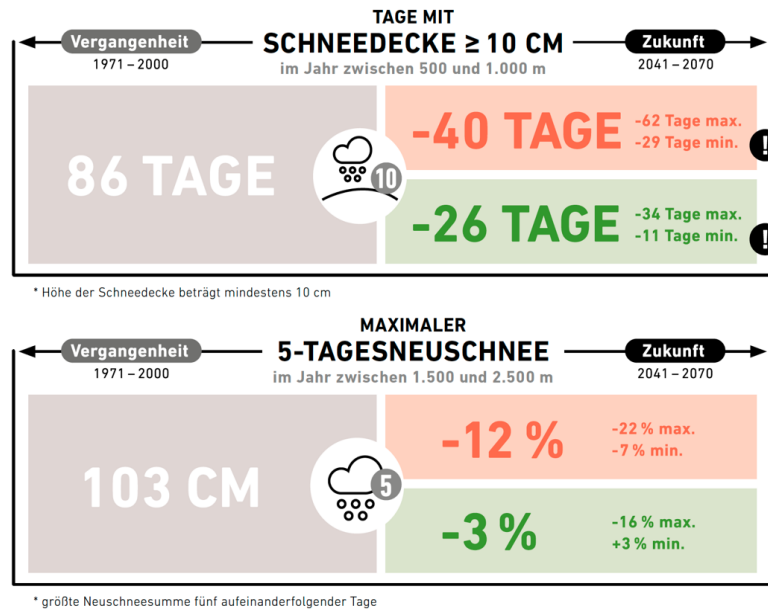 TAGE MIT
Vergangenheit SCHNEEDECKE ≥ 10 CM Zukunft
1971 – 2000 im Jahr zwischen 500 und 1.000 m 2041 – 2070
86 TAGE
10
-40 TAGE
-62 Tage max.
-29 Tage min.
!
-26 TAGE
-34 Tage max.
-11 Tage min.
!
* Höhe der Schneedecke beträgt mindestens 10 cm
MAXIMALER
Vergangenheit 5-TAGESNEUSCHNEE Zukunft
1971 – 2000 im Jahr zwischen 1.500 und 2.500 m 2041 – 2070
103 CM
5
-12 %
-22 % max.
-7 % min.
-3 %
-16 % max.
+3 % min.
* größte Neuschneesumme fünf aufeinanderfolgender Tage